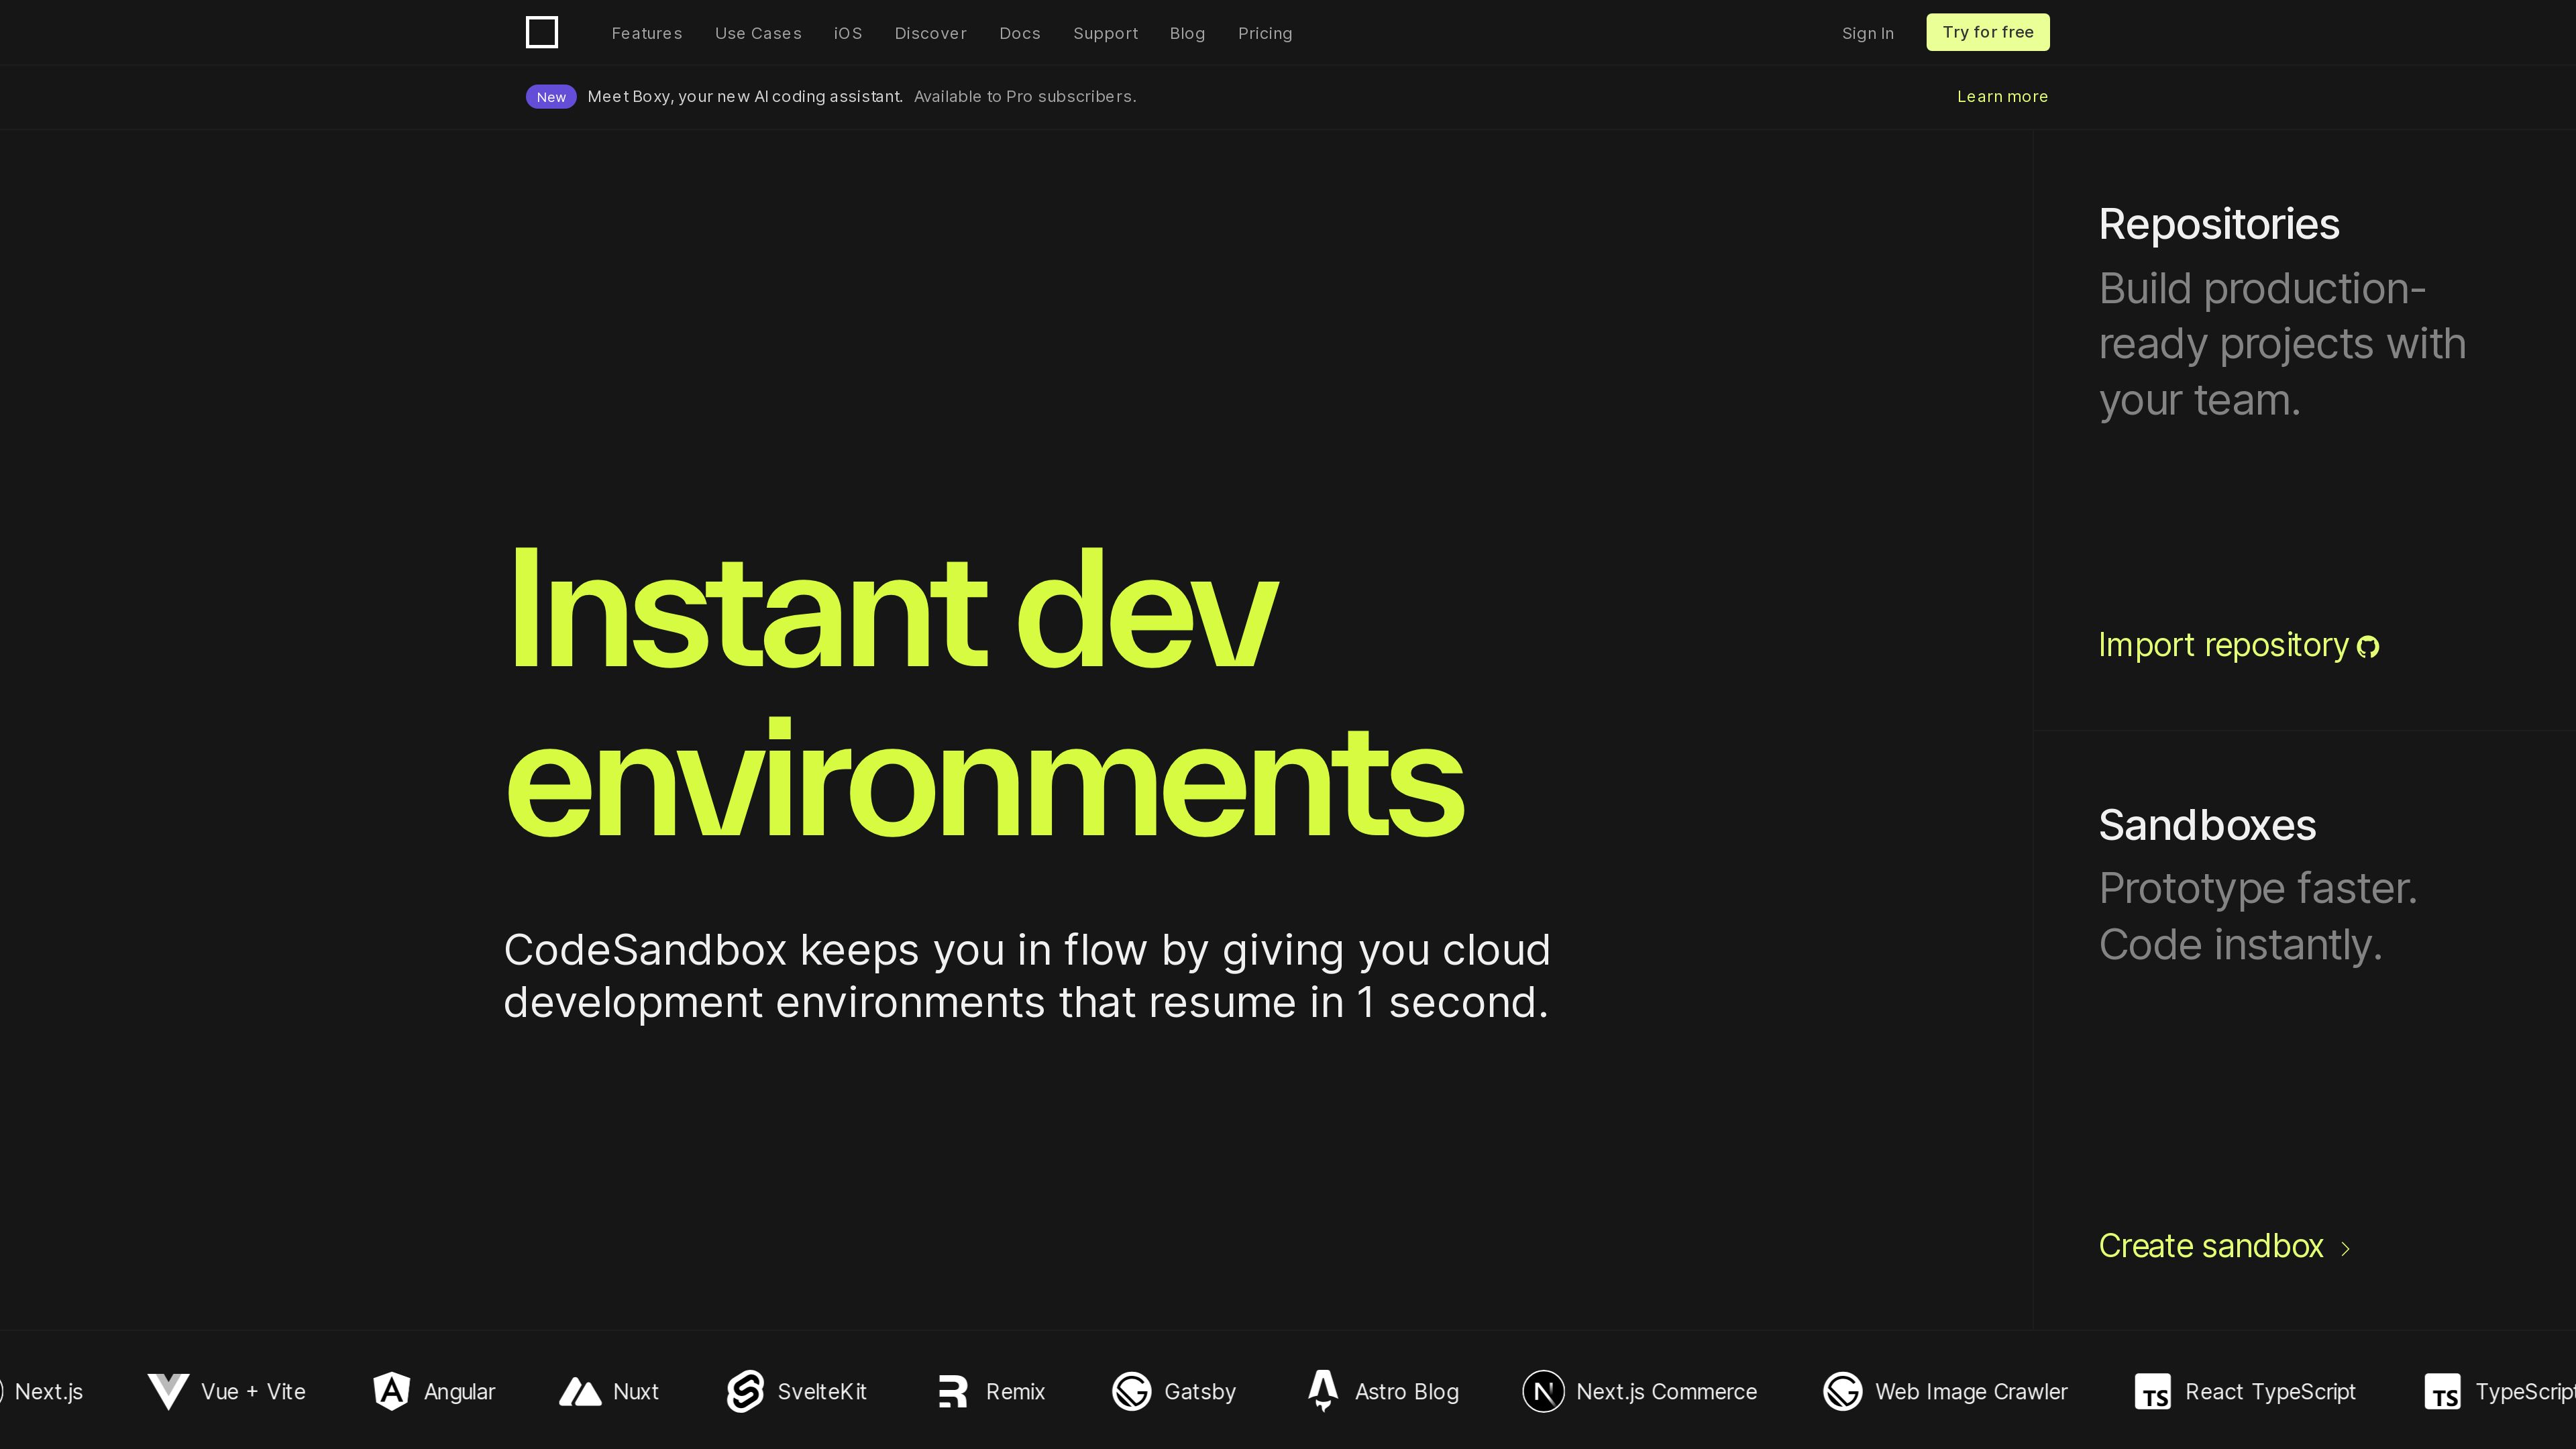 Features Use Cases iOS Discover Docs Support Blog Pricing Sign In Try for free
New Meet Boxy, your new AI coding assistant. Available to Pro subscribers. Learn more
Instant dev
environments
CodeSandbox keeps you in flow by giving you cloud
development environments that resume in 1 second.
Repositories
Build production-
ready projects with
your team.
Import repository
Sandboxes
Prototype faster.
Code instantly.
Create sandbox
Next.js Vue + Vite Angular Nuxt SvelteKit Remix Gatsby Astro Blog Next.js Commerce Web Image Crawler TS React TypeScript TS TypeScript